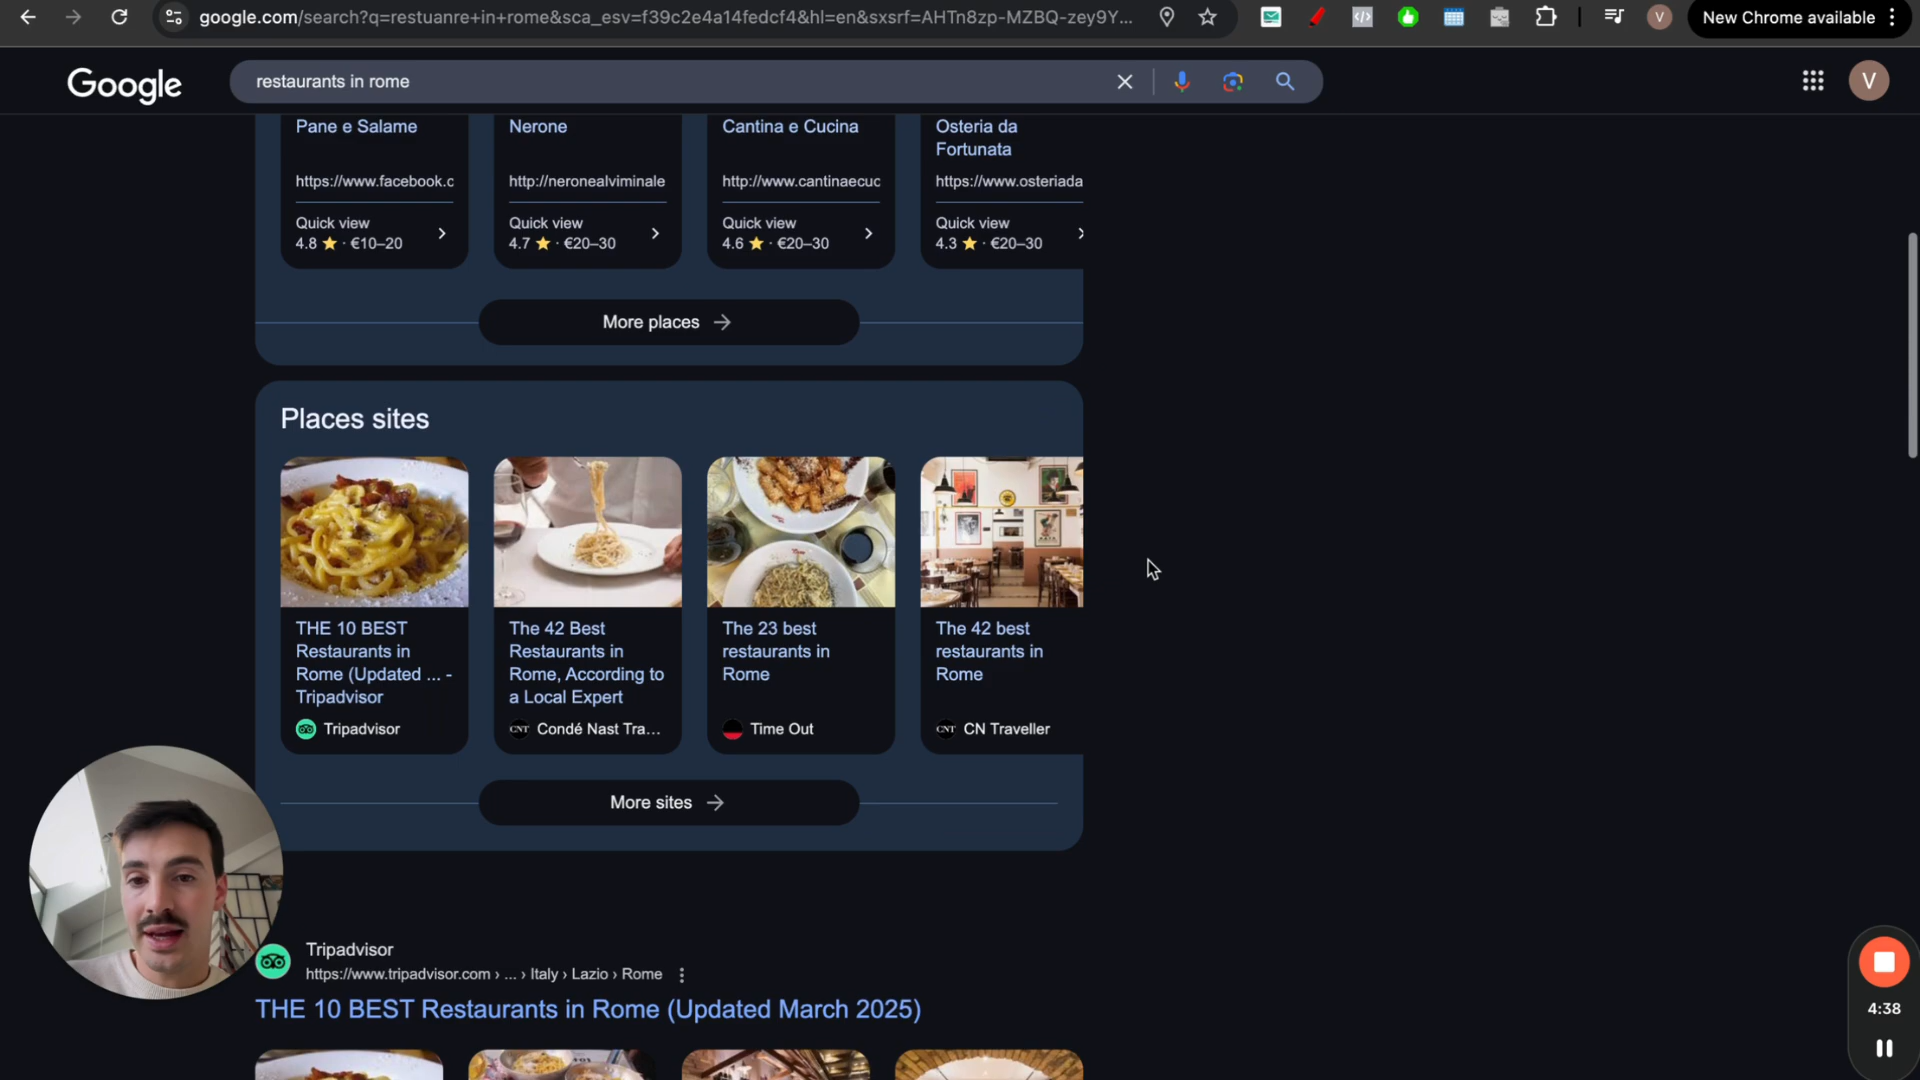 google.com/search?q=restuanre+in+rome&sca_esv=f39c2e4a14fedcf4&hl=en&sxsrf=AHTn8zp-MZBQ-zey9Y...
New Chrome available
Google
restaurants in rome
V
V
Pane e Salame
https://www.facebook.c
Quick view
4.8 · €10–20
Nerone
http://neronealviminale
Quick view
4.7 · €20–30
Cantina e Cucina
http://www.cantinaecuc
Quick view
4.6 · €20–30
Osteria da
Fortunata
https://www.osteriada
Quick view
4.3 · €20–30
More places
Places sites
THE 10 BEST
Restaurants in
Rome (Updated ... -
Tripadvisor
Tripadvisor
The 42 Best
Restaurants in
Rome, According to
a Local Expert
CNT Condé Nast Tra...
The 23 best
restaurants in
Rome
Time Out
The 42 best
restaurants in
Rome
CNT CN Traveller
More sites
Tripadvisor
https://www.tripadvisor.com › ... › Italy › Lazio › Rome
THE 10 BEST Restaurants in Rome (Updated March 2025)
4:38